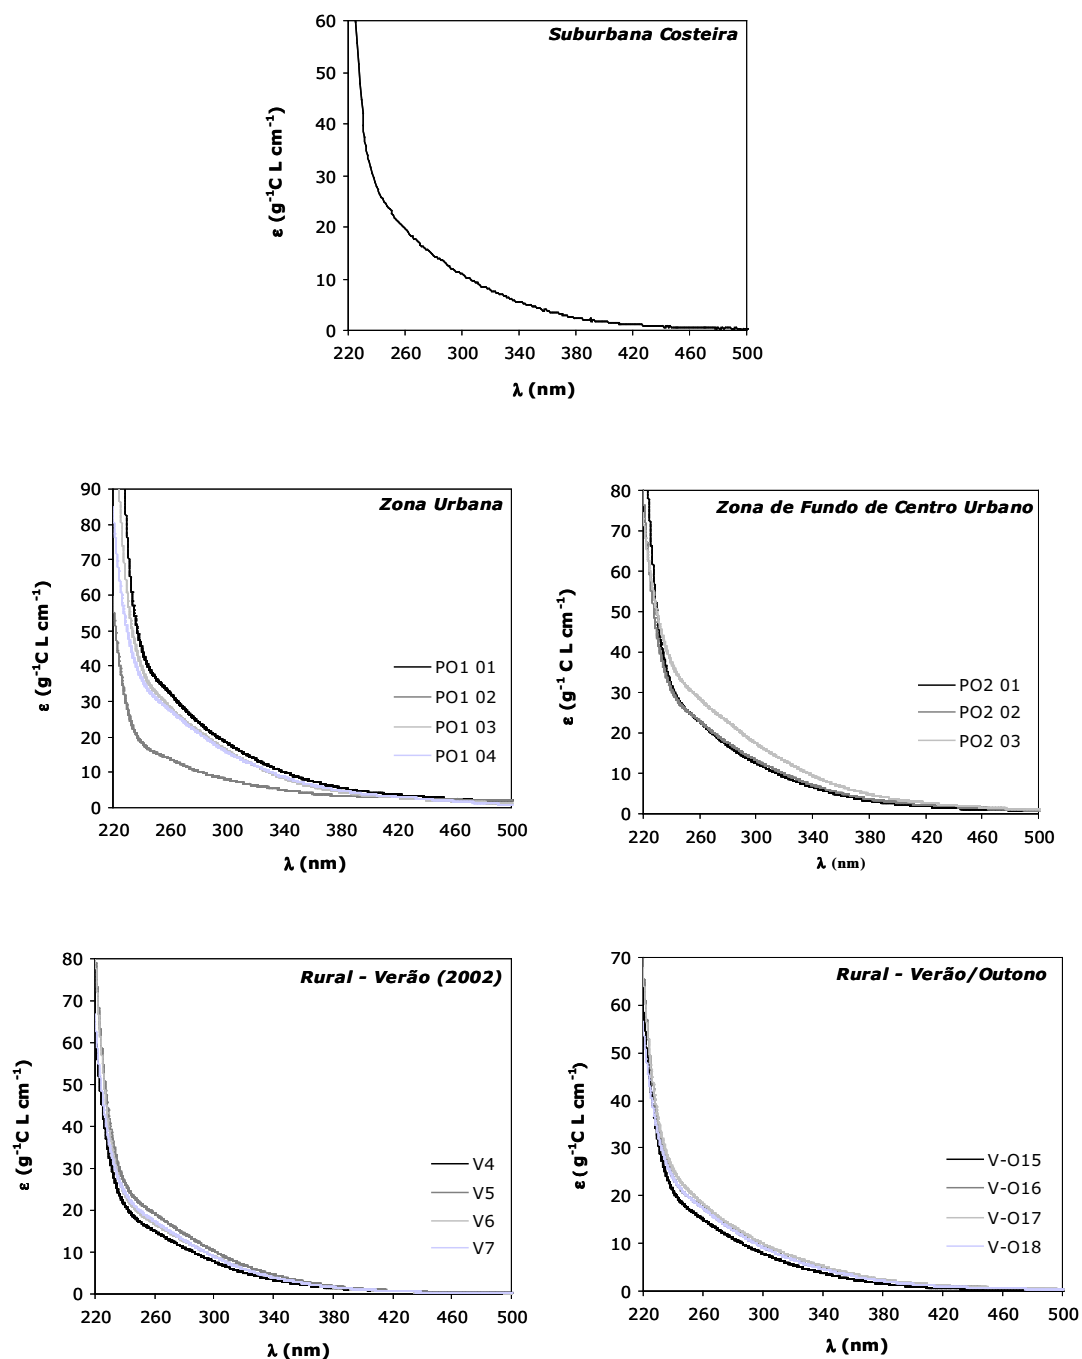 Suburbana Costeira
60
50
40
30
20
10
0
ε (g⁻¹C L cm⁻¹)
220 260 300 340 380 420 460 500
λ (nm)
Zona Urbana
90
80
70
60
50
40
30
20
10
0
ε (g⁻¹C L cm⁻¹)
PO1 01
PO1 02
PO1 03
PO1 04
220 260 300 340 380 420 460 500
λ (nm)
Zona de Fundo de Centro Urbano
80
70
60
50
40
30
20
10
0
ε (g⁻¹ C L cm⁻¹)
PO2 01
PO2 02
PO2 03
220 260 300 340 380 420 460 500
λ (nm)
Rural - Verão (2002)
80
70
60
50
40
30
20
10
0
ε (g⁻¹C L cm⁻¹)
V4
V5
V6
V7
220 260 300 340 380 420 460 500
λ (nm)
Rural - Verão/Outono
70
60
50
40
30
20
10
0
ε ( g⁻¹C L cm⁻¹)
V-O15
V-O16
V-O17
V-O18
220 260 300 340 380 420 460 500
λ (nm)